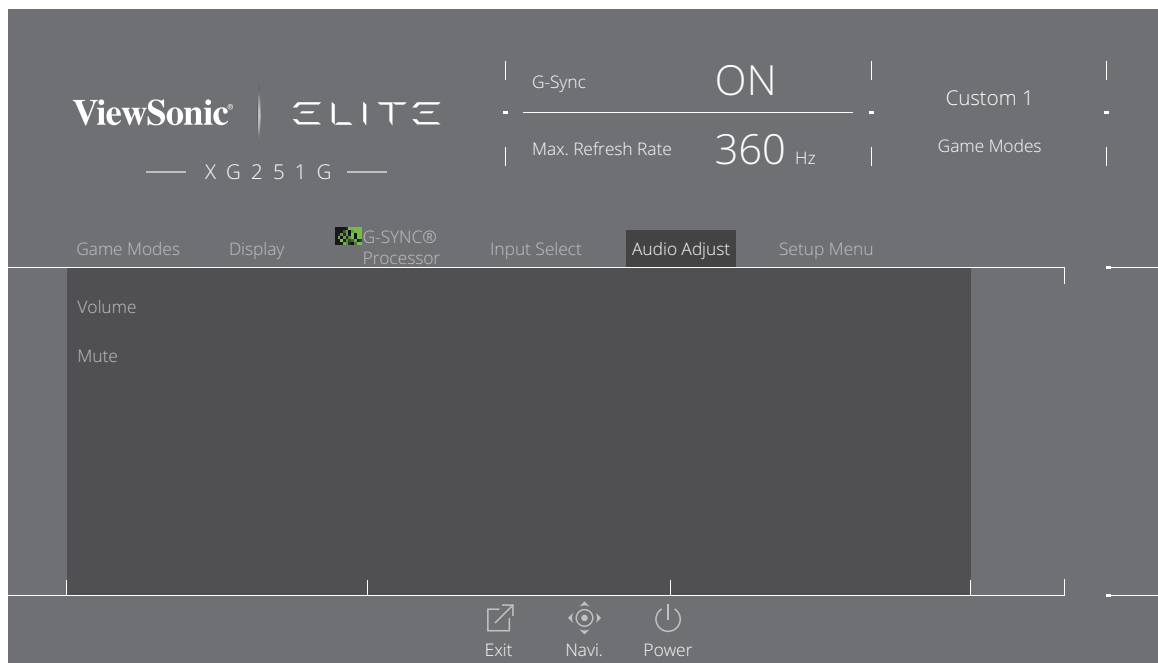 ViewSonic® ELITE
XG251G
G-Sync ON
Max. Refresh Rate 360 Hz
Custom 1
Game Modes
Game Modes Display G-SYNC® Input Select Audio Adjust Setup Menu
Processor
Volume
Mute
Exit Navi. Power